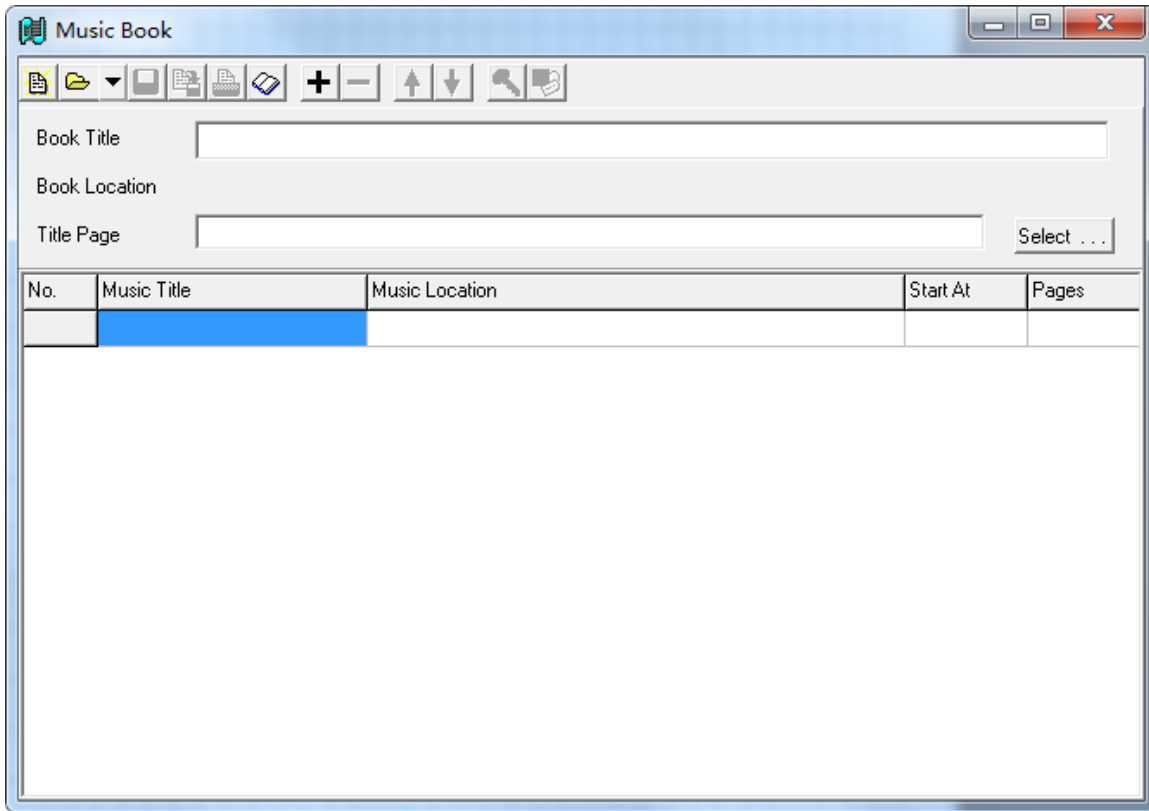 Music Book
Book Title
Book Location
Title Page
Select . . .
No. Music Title Music Location Start At Pages